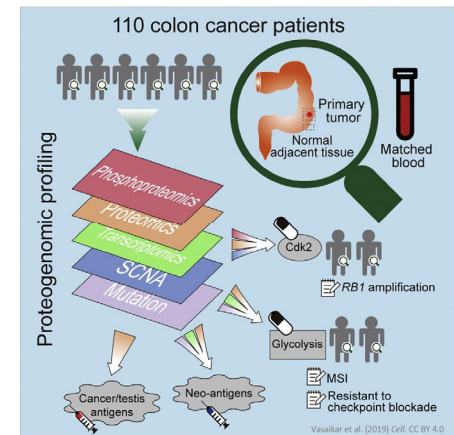 110 colon cancer patients
Primary
tumor
Normal
adjacent tissue
Matched
blood
Proteogenomic profiling
Phosphoproteomics
Proteomics
Transcriptomics
SCNA
Mutation
Cdk2
RB1 amplification
Glycolysis
MSI
Resistant to
checkpoint blockade
Cancer/testis
antigens
Neo-antigens
Vasaikar et al. (2019) Cell. CC BY 4.0